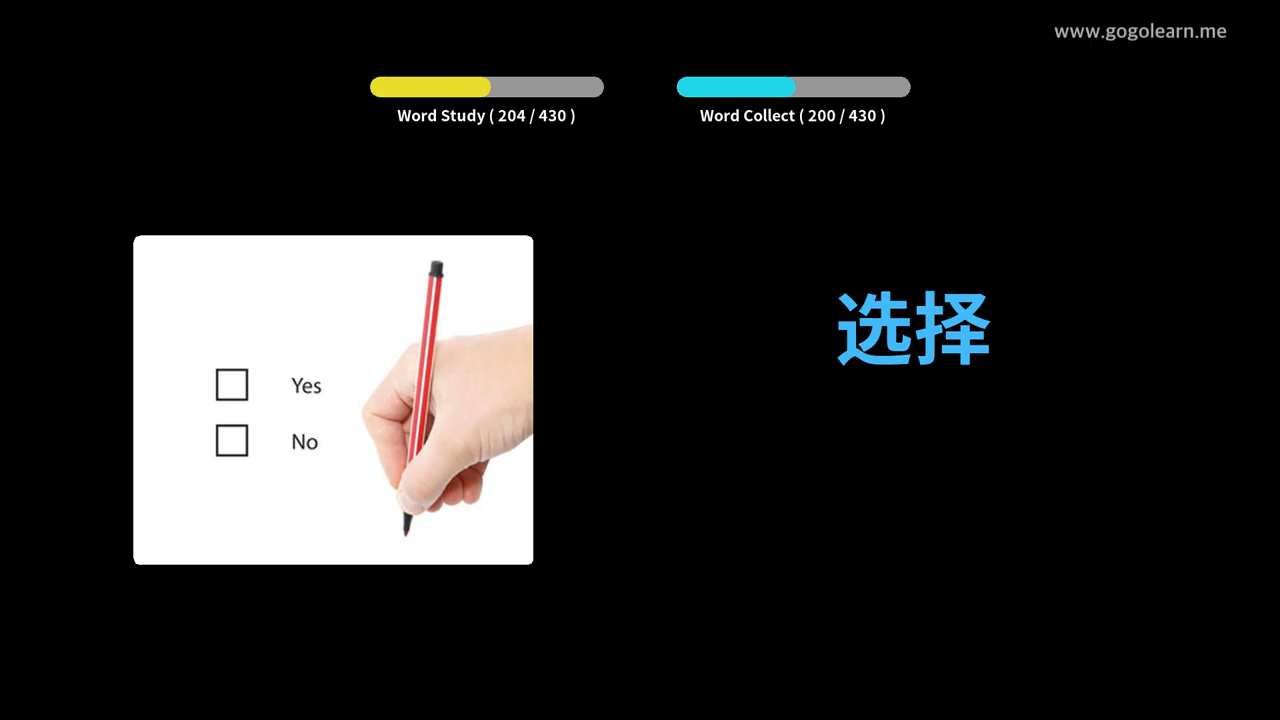 www.gogolearn.me
Word Study ( 204 / 430 )
Word Collect ( 200 / 430 )
选择
Yes
No